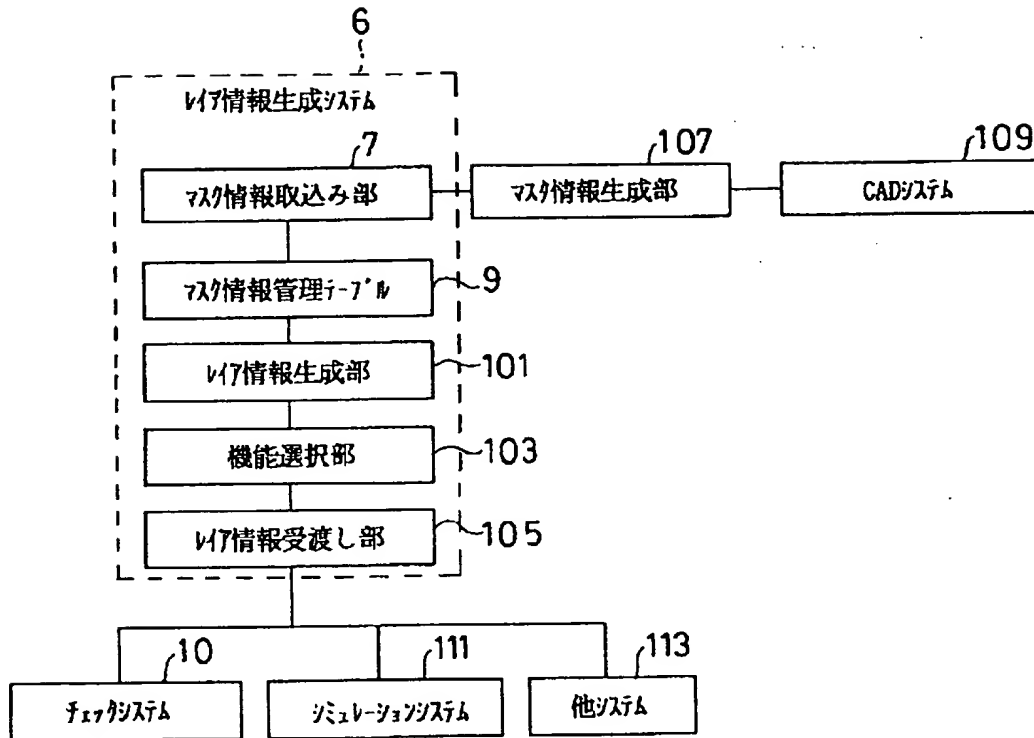 6
レイア情報生成システム
7
107
109
マスク情報取込み部
マスク情報生成部
CADシステム
マスク情報管理テーブル
9
レイア情報生成部
101
機能選択部
103
レイア情報受渡し部
105
10
111
113
チェックシステム
シミュレーションシステム
他システム